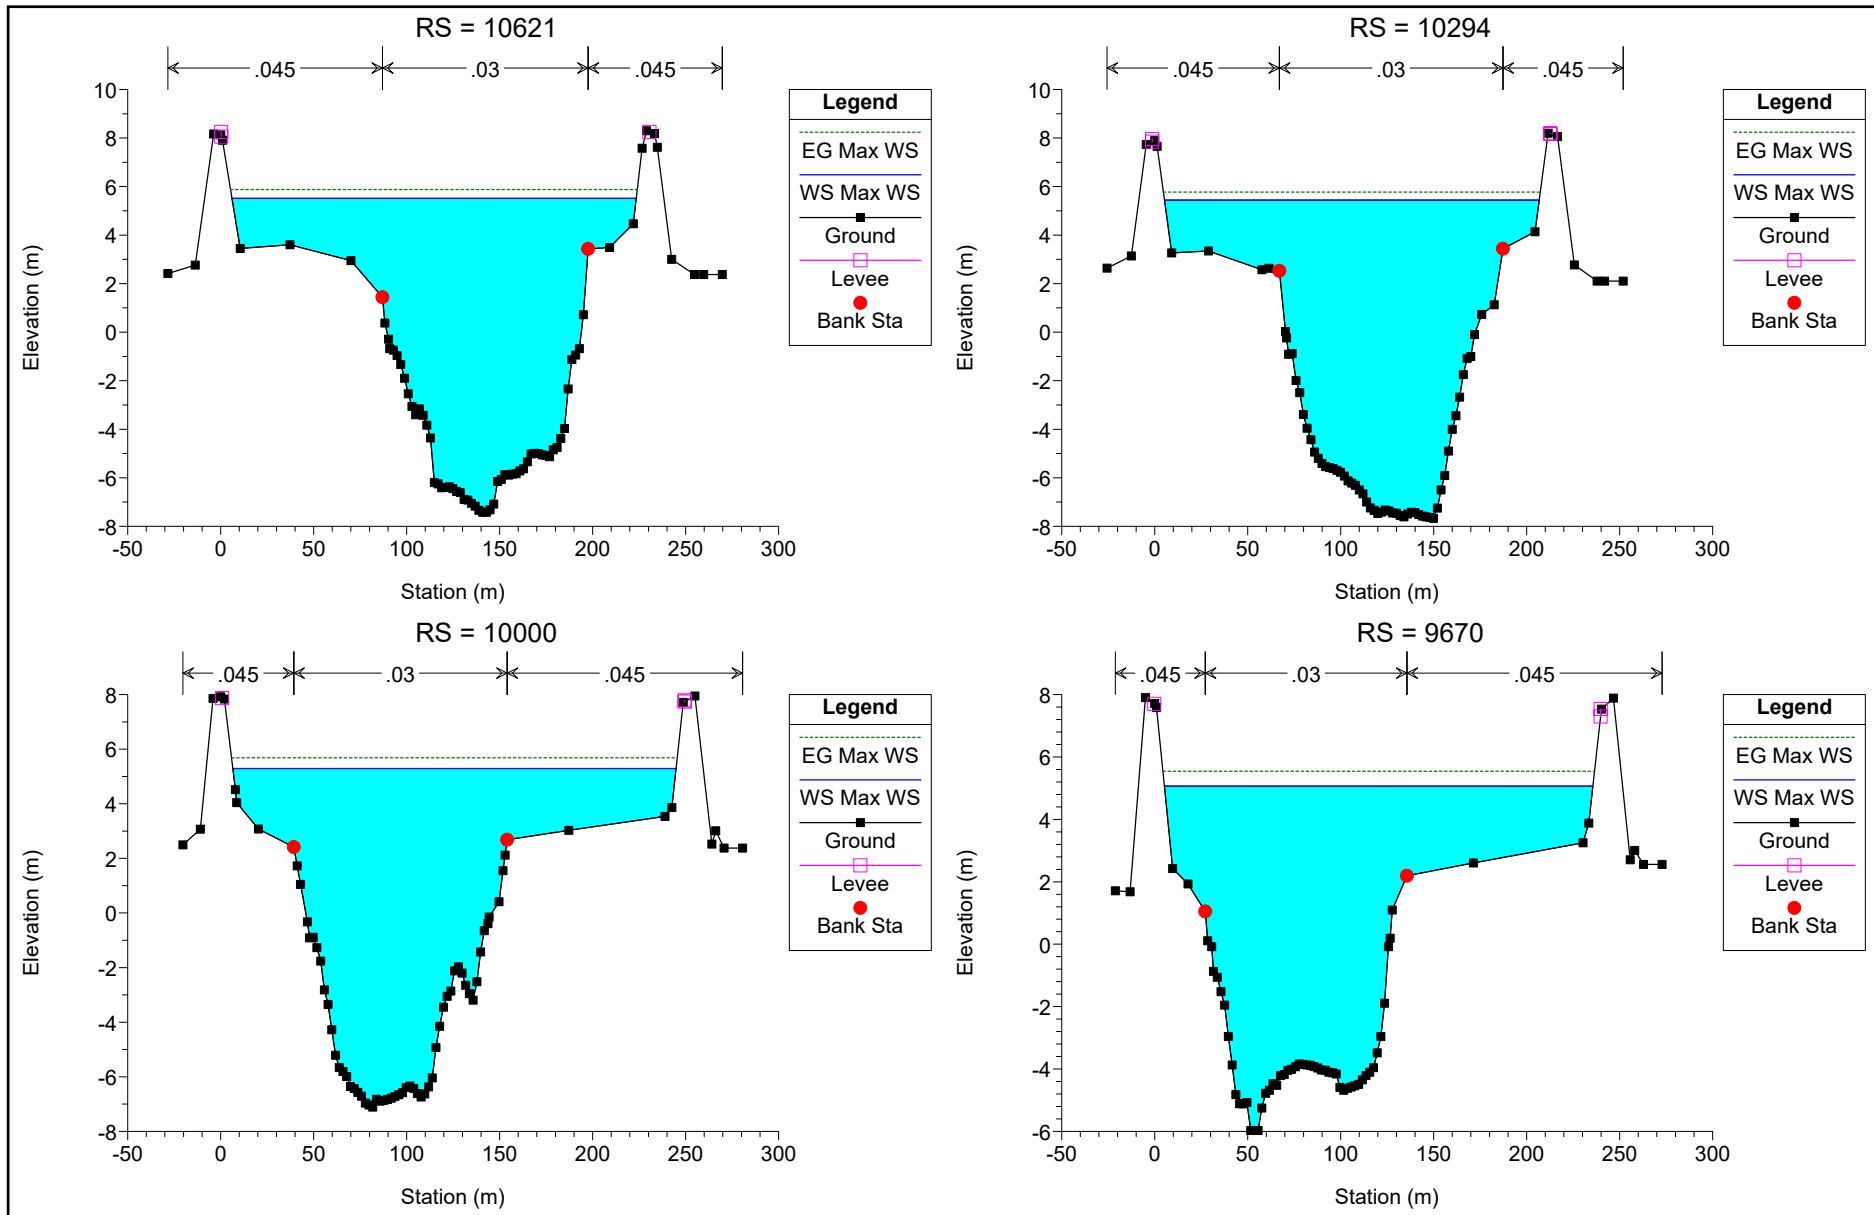 RS = 10621
.045 .03 .045
10
8
6
4
2
0
-2
-4
-6
-8
-50 0 50 100 150 200 250 300
Station (m)
Elevation (m)
Legend
EG Max WS
WS Max WS
Ground
Levee
Bank Sta
RS = 10294
.045 .03 .045
10
8
6
4
2
0
-2
-4
-6
-8
-50 0 50 100 150 200 250 300
Station (m)
Elevation (m)
Legend
EG Max WS
WS Max WS
Ground
Levee
Bank Sta
RS = 10000
.045 .03 .045
8
6
4
2
0
-2
-4
-6
-8
-50 0 50 100 150 200 250 300
Station (m)
Elevation (m)
Legend
EG Max WS
WS Max WS
Ground
Levee
Bank Sta
RS = 9670
.045 .03 .045
8
6
4
2
0
-2
-4
-6
-50 0 50 100 150 200 250 300
Station (m)
Elevation (m)
Legend
EG Max WS
WS Max WS
Ground
Levee
Bank Sta